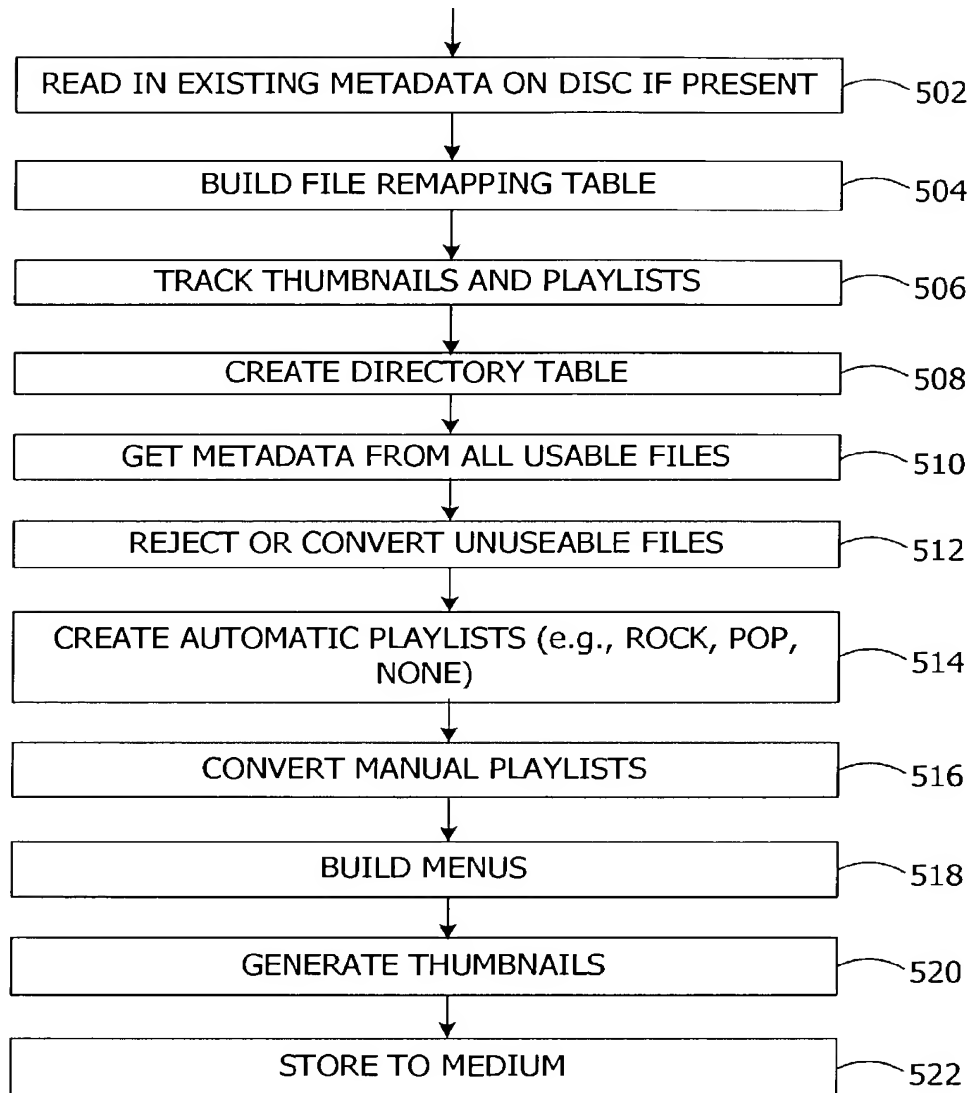 READ IN EXISTING METADATA ON DISC IF PRESENT
502
BUILD FILE REMAPPING TABLE
504
TRACK THUMBNAILS AND PLAYLISTS
506
CREATE DIRECTORY TABLE
508
GET METADATA FROM ALL USABLE FILES
510
REJECT OR CONVERT UNUSEABLE FILES
512
CREATE AUTOMATIC PLAYLISTS (e.g., ROCK, POP,
NONE)
514
CONVERT MANUAL PLAYLISTS
516
BUILD MENUS
518
GENERATE THUMBNAILS
520
STORE TO MEDIUM
522